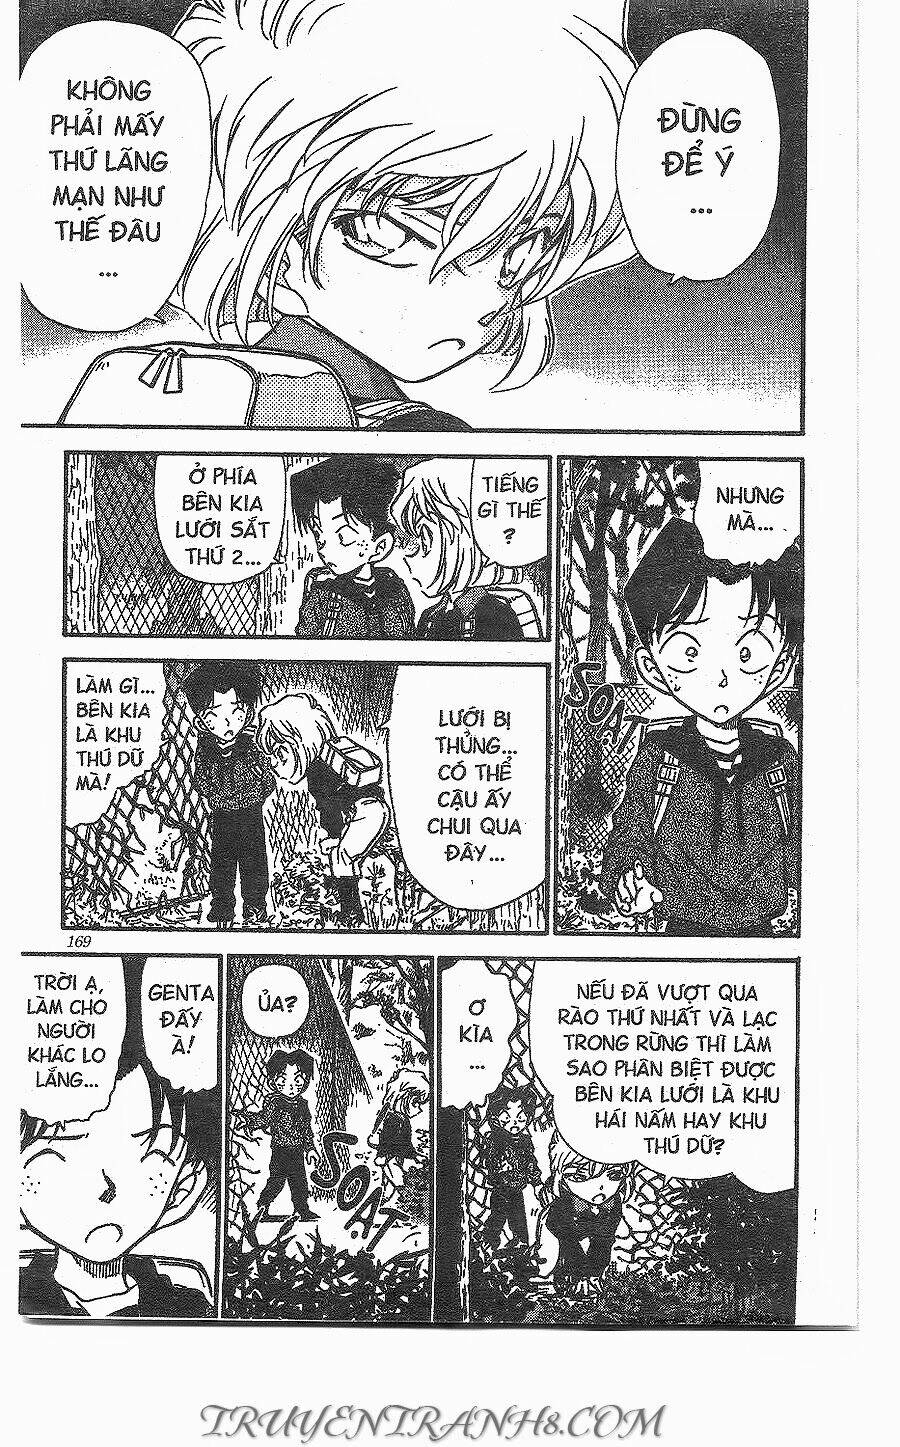 ĐỪNG
ĐỂ Ý
...
KHÔNG
PHẢI MẤY
THỨ LÃNG
MẠN NHƯ
THẾ ĐÂU
...
NHƯNG
MÀ...
SOẠT
TIẾNG
GÌ THẾ
?
Ở PHÍA
BÊN KIA
LƯỚI SẮT
THỨ 2...
LƯỚI BỊ
THỦNG...
CÓ THỂ
CẬU ẤY
CHUI QUA
ĐÂY...
LÀM GÌ...
BÊN KIA
LÀ KHU
THÚ DỮ
MÀ!
169
NẾU ĐÃ VƯỢT QUA
RÀO THỨ NHẤT VÀ LẠC
TRONG RỪNG THÌ LÀM
SAO PHÂN BIỆT ĐƯỢC
BÊN KIA LƯỚI LÀ KHU
HÁI NẤM HAY KHU
THÚ DỮ?
Ơ
KÌA
...
ỦA?
SOẠT
SOẠT
GENTA
ĐẤY
À!
TRỜI Ạ,
LÀM CHO
NGƯỜI
KHÁC LO
LẮNG...
TRUYENTRANH8.COM